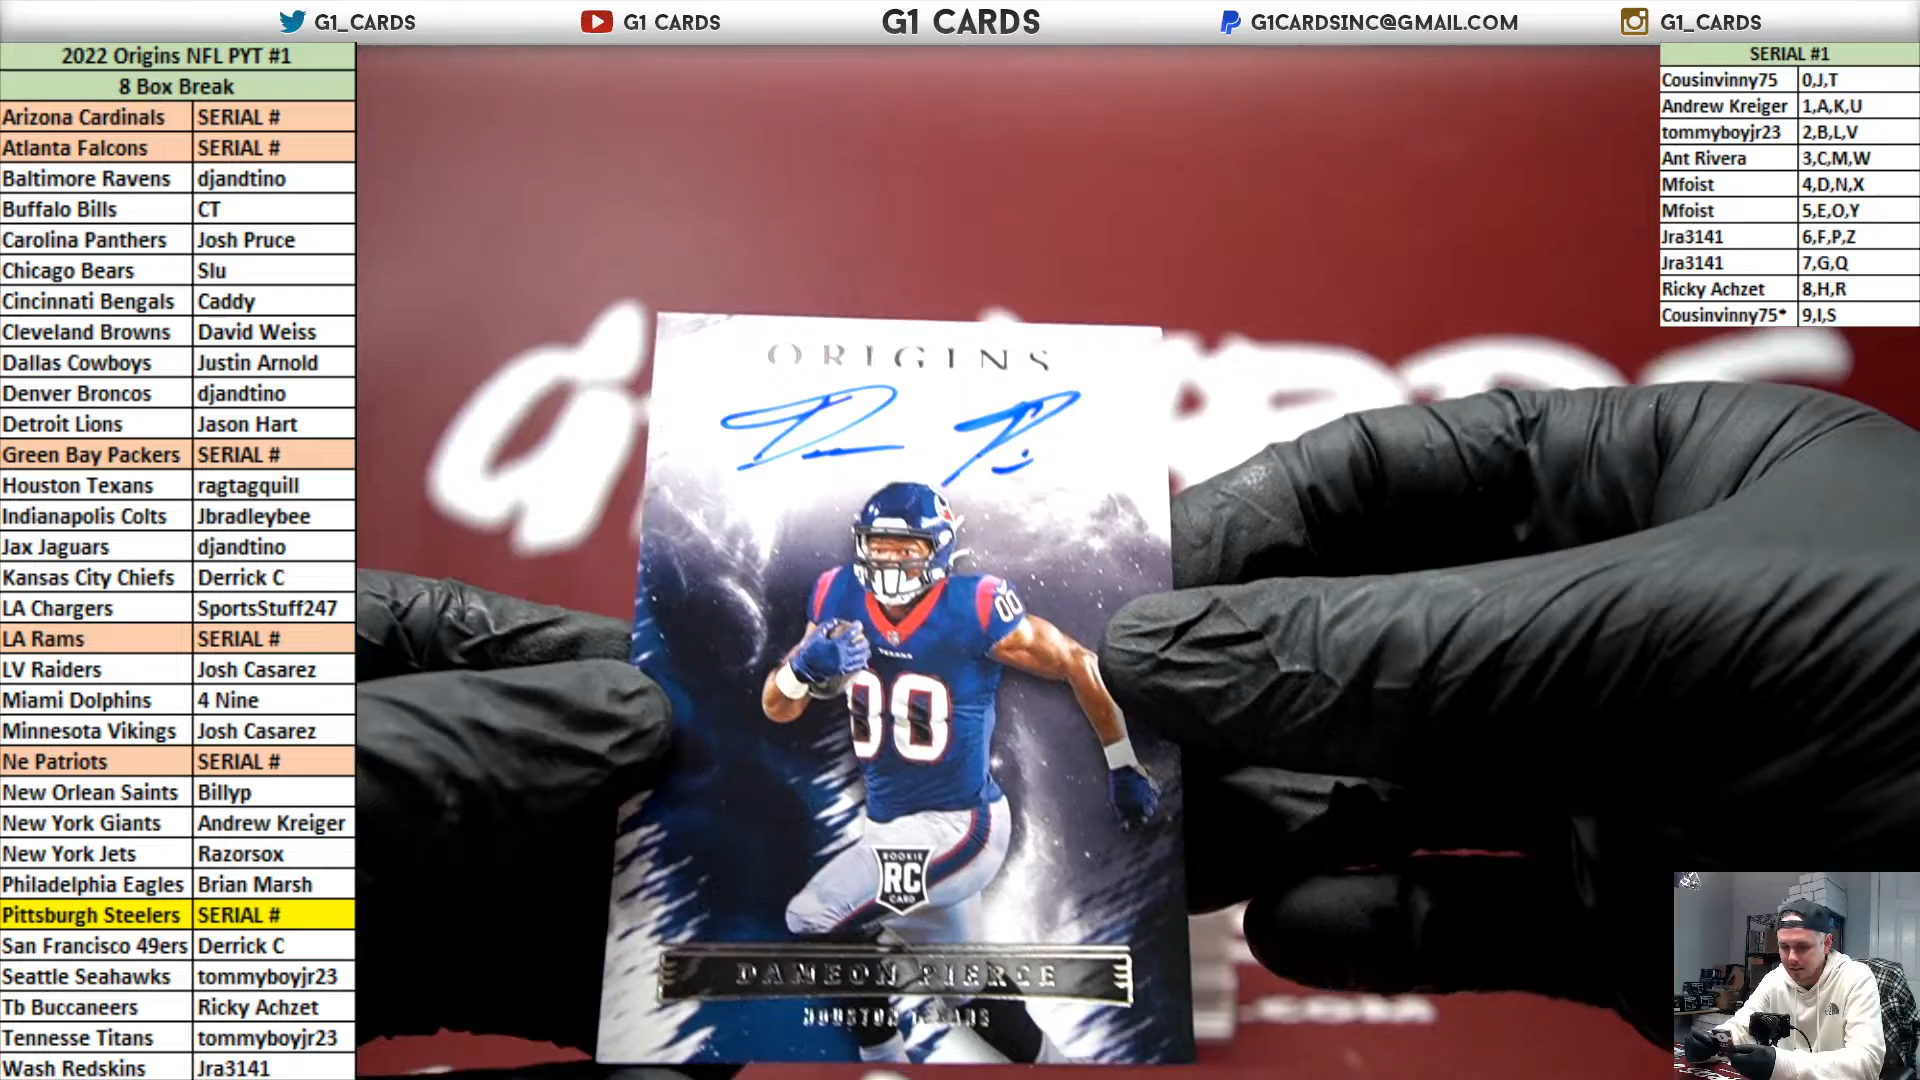 G1_CARDS
G1 CARDS
G1 CARDS
G1CARDSINC@GMAIL.COM
G1_CARDS
2022 Origins NFL PYT #1
8 Box Break
Arizona Cardinals SERIAL #
Atlanta Falcons SERIAL #
Baltimore Ravens djandtino
Buffalo Bills CT
Carolina Panthers Josh Pruce
Chicago Bears Slu
Cincinnati Bengals Caddy
Cleveland Browns David Weiss
Dallas Cowboys Justin Arnold
Denver Broncos djandtino
Detroit Lions Jason Hart
Green Bay Packers SERIAL #
Houston Texans ragtagquill
Indianapolis Colts Jbradleybee
Jax Jaguars djandtino
Kansas City Chiefs Derrick C
LA Chargers SportsStuff247
LA Rams SERIAL #
LV Raiders Josh Casarez
Miami Dolphins 4 Nine
Minnesota Vikings Josh Casarez
Ne Patriots SERIAL #
New Orlean Saints Billyp
New York Giants Andrew Kreiger
New York Jets Razorsox
Philadelphia Eagles Brian Marsh
Pittsburgh Steelers SERIAL #
San Francisco 49ers Derrick C
Seattle Seahawks tommyboyjr23
Tb Buccaneers Ricky Achzet
Tennesse Titans tommyboyjr23
Wash Redskins Jra3141
SERIAL #1
Cousinvinny75 0,J,T
Andrew Kreiger 1,A,K,U
tommyboyjr23 2,B,L,V
Ant Rivera 3,C,M,W
Mfoist 4,D,N,X
Mfoist 5,E,O,Y
Jra3141 6,F,P,Z
Jra3141 7,G,Q
Ricky Achzet 8,H,R
Cousinvinny75* 9,I,S
ORIGINS
00
TEXANS
00
ROOKIE
RC
CARD
DAMEON PIERCE
HOUSTON TEXANS